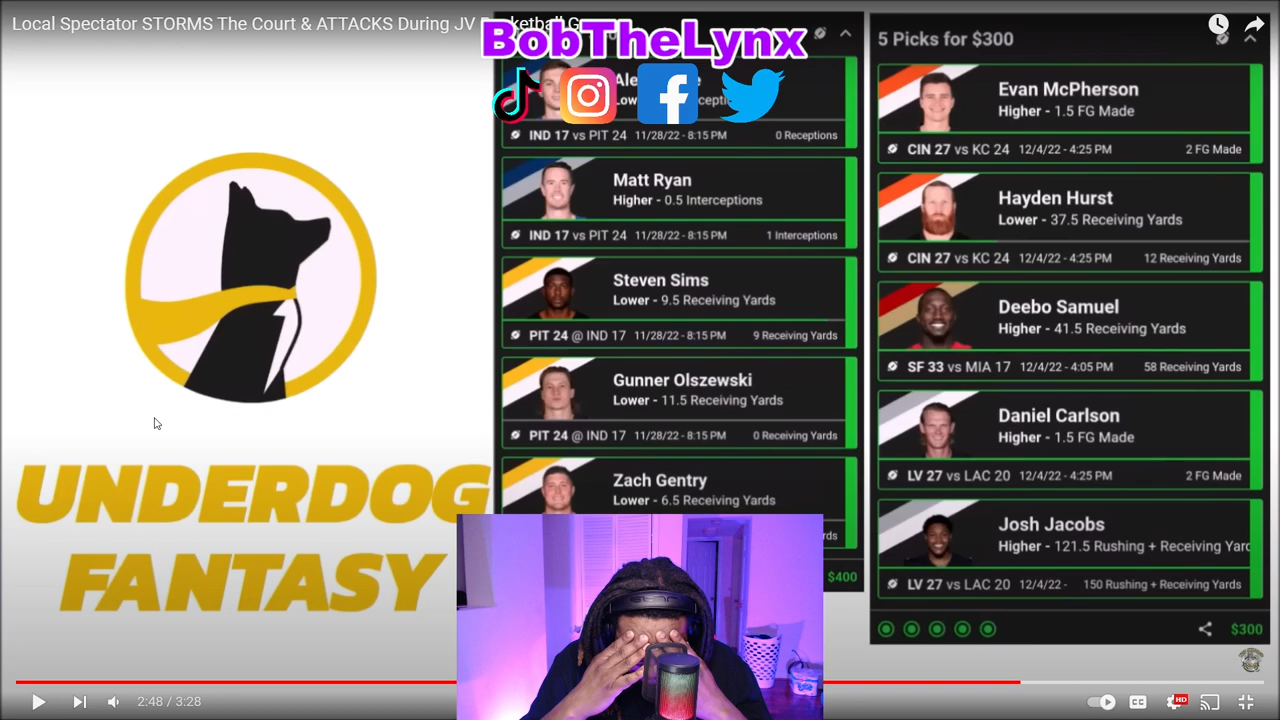 Local Spectator STORMS The Court & ATTACKS During JV
BobTheLynx
UNDERDOG
FANTASY
IND 17 vs PIT 24 11/28/22 - 8:15 PM 0 Receptions
Matt Ryan
Higher - 0.5 Interceptions
IND 17 vs PIT 24 11/28/22 - 8:15 PM 1 Interceptions
Steven Sims
Lower - 9.5 Receiving Yards
PIT 24 @ IND 17 11/28/22 - 8:15 PM 9 Receiving Yards
Gunner Olszewski
Lower - 11.5 Receiving Yards
PIT 24 @ IND 17 11/28/22 - 8:15 PM 0 Receiving Yards
Zach Gentry
Lower - 6.5 Receiving Yards
$400
5 Picks for $300
Evan McPherson
Higher - 1.5 FG Made
CIN 27 vs KC 24 12/4/22 - 4:25 PM 2 FG Made
Hayden Hurst
Lower - 37.5 Receiving Yards
CIN 27 vs KC 24 12/4/22 - 4:25 PM 12 Receiving Yards
Deebo Samuel
Higher - 41.5 Receiving Yards
SF 33 vs MIA 17 12/4/22 - 4:05 PM 58 Receiving Yards
Daniel Carlson
Higher - 1.5 FG Made
LV 27 vs LAC 20 12/4/22 - 4:25 PM 2 FG Made
Josh Jacobs
Higher - 121.5 Rushing + Receiving Yard
LV 27 vs LAC 20 12/4/22 - 150 Rushing + Receiving Yards
$300
2:48 / 3:28
CC
HD